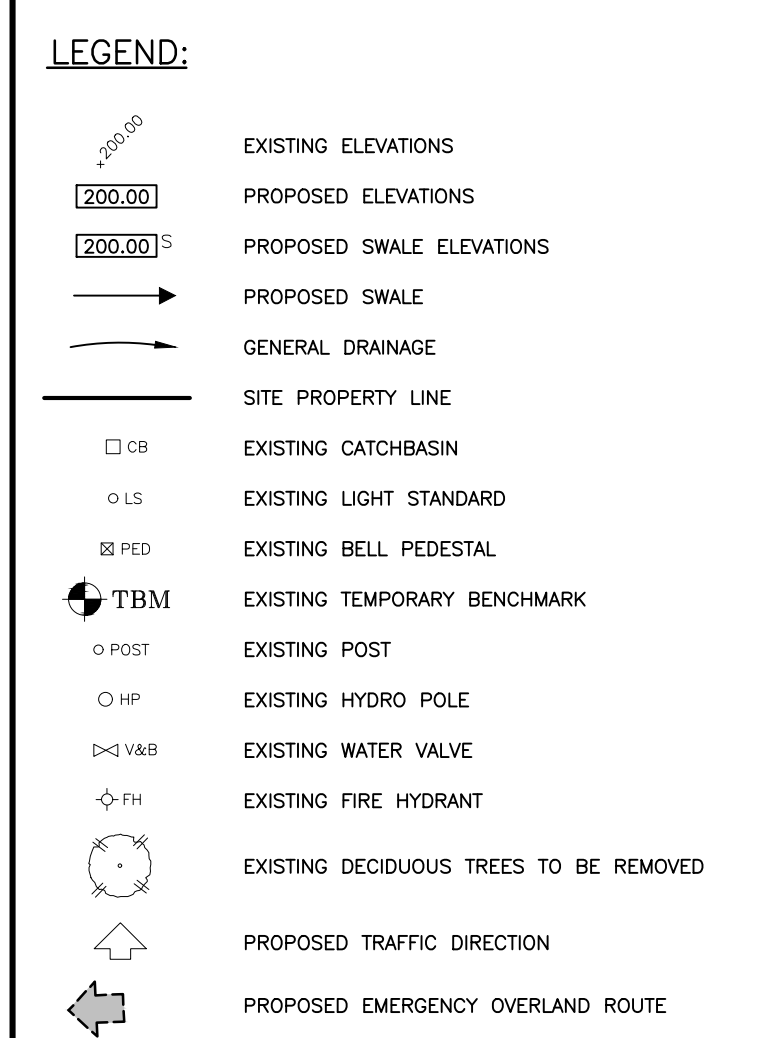 LEGEND:
+200.00 EXISTING ELEVATIONS
200.00 PROPOSED ELEVATIONS
200.00 S PROPOSED SWALE ELEVATIONS
PROPOSED SWALE
GENERAL DRAINAGE
SITE PROPERTY LINE
CB EXISTING CATCHBASIN
LS EXISTING LIGHT STANDARD
PED EXISTING BELL PEDESTAL
TBM EXISTING TEMPORARY BENCHMARK
POST EXISTING POST
HP EXISTING HYDRO POLE
V&B EXISTING WATER VALVE
FH EXISTING FIRE HYDRANT
EXISTING DECIDUOUS TREES TO BE REMOVED
PROPOSED TRAFFIC DIRECTION
PROPOSED EMERGENCY OVERLAND ROUTE